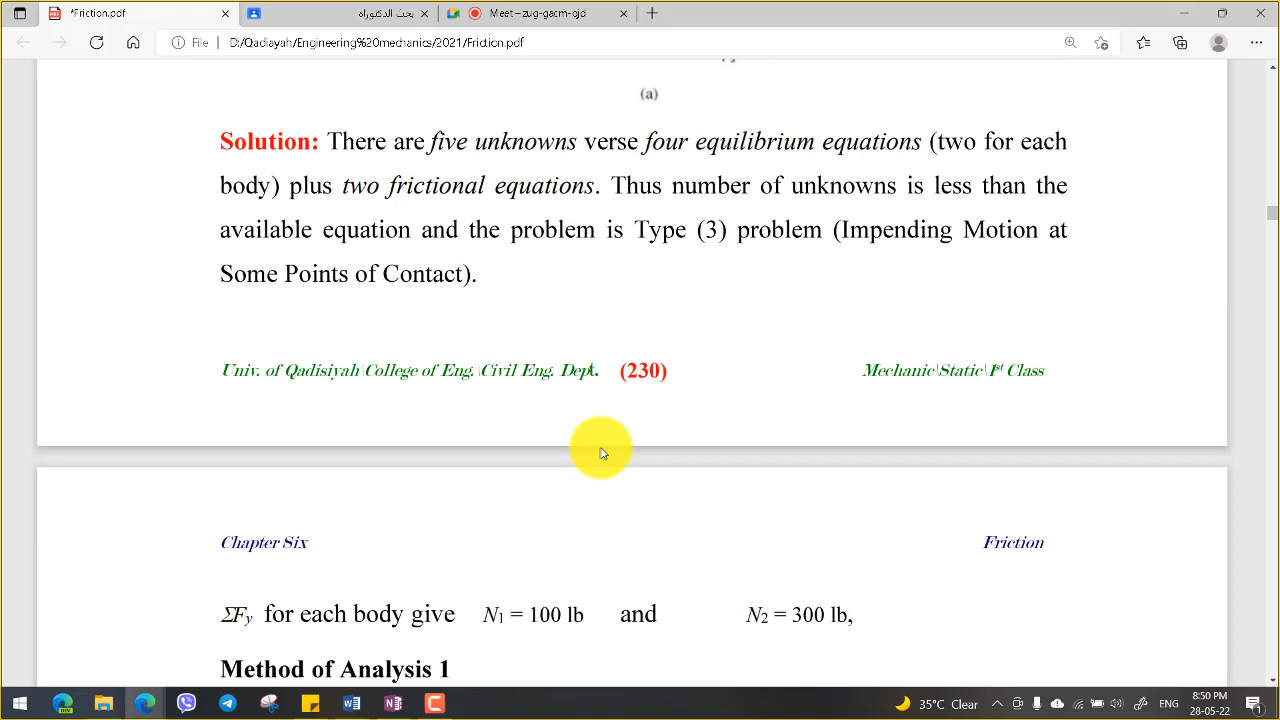 *Friction.pdf
بحث الدكتوراه
Meet – zug-gacm-qjd
File
D:/Qadiayah/Engineering%20mechanics/2021/Friction.pdf
(a)
Solution: There are five unknowns verse four equilibrium equations (two for each
body) plus two frictional equations. Thus number of unknowns is less than the
available equation and the problem is Type (3) problem (Impending Motion at
Some Points of Contact).
Univ. of Qadisiyah\College of Eng.\Civil Eng. Dept. (230) Mechanic\Static\1st Class
Chapter Six Friction
ΣFy for each body give N1 = 100 lb and N2 = 300 lb,
Method of Analysis 1
35°C Clear
ENG
8:50 PM
28-05-22